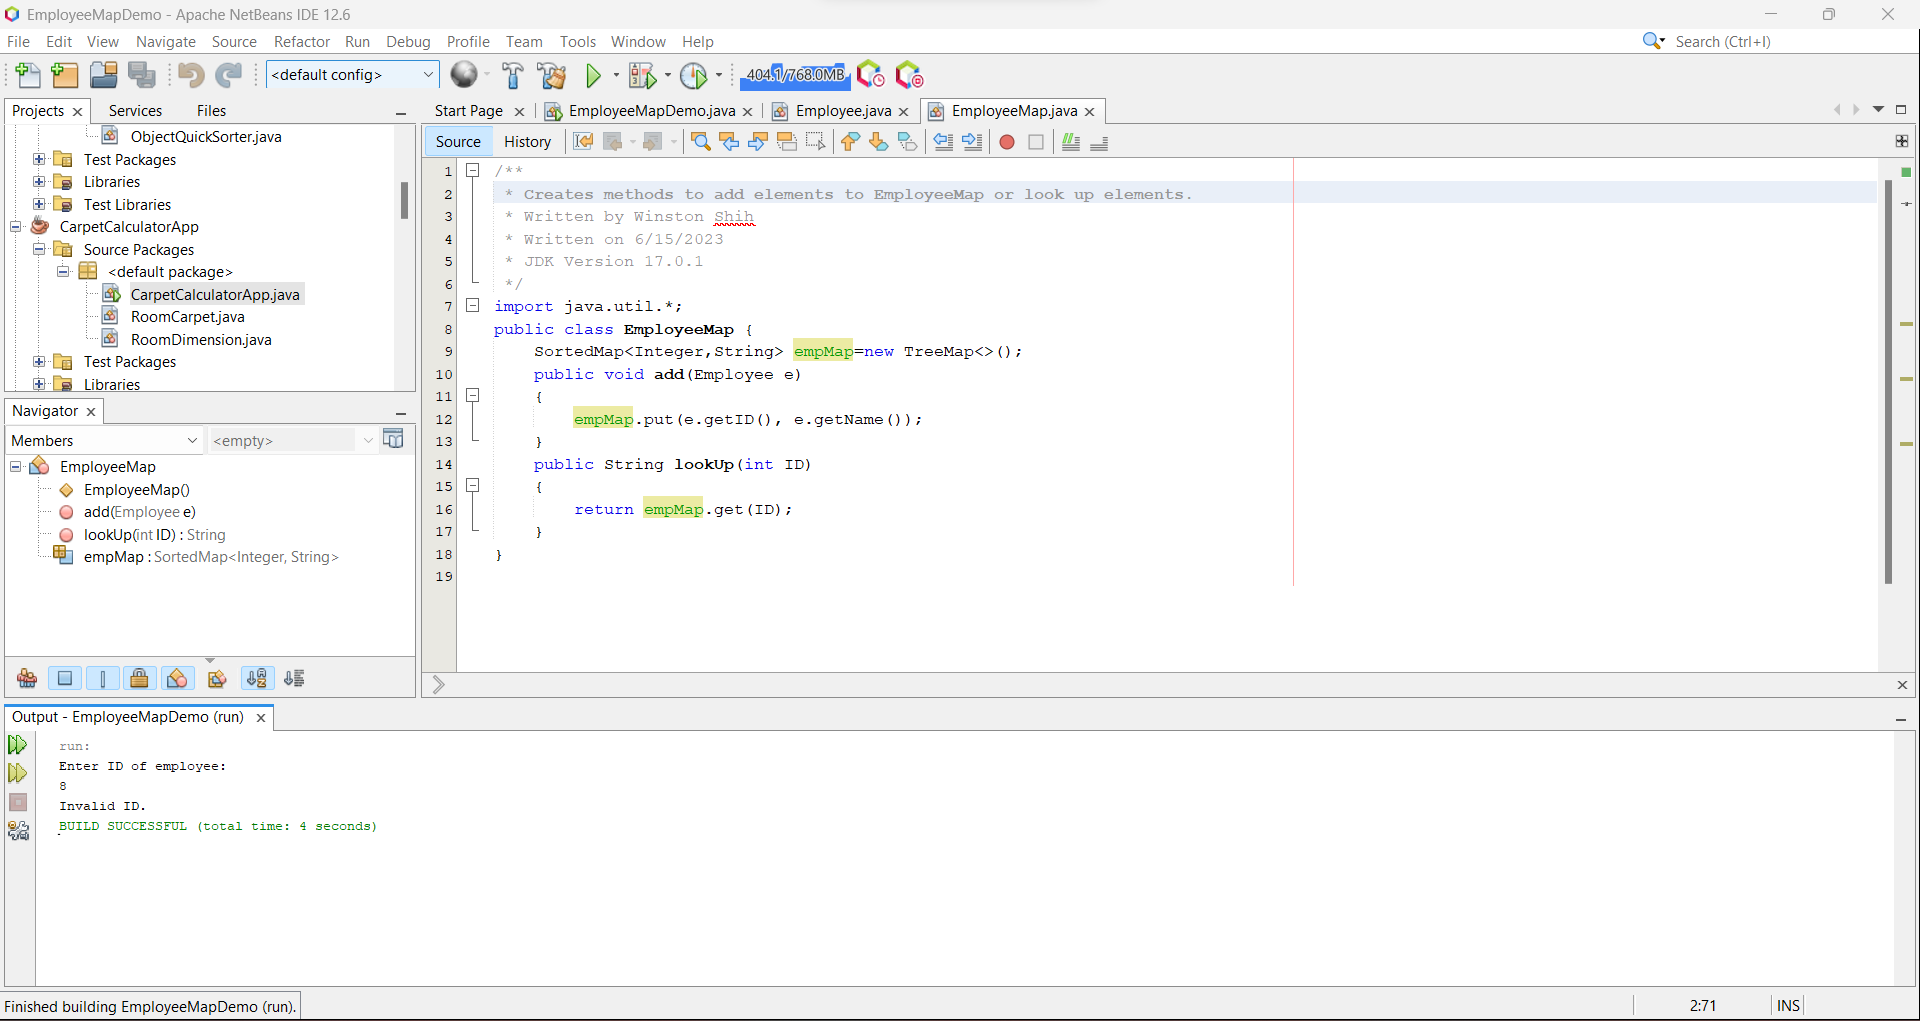 EmployeeMapDemo - Apache NetBeans IDE 12.6
File Edit View Navigate Source Refactor Run Debug Profile Team Tools Window Help
Search (Ctrl+I)
<default config>
404.1/768.0MB
Projects Services Files
ObjectQuickSorter.java
Test Packages
Libraries
Test Libraries
CarpetCalculatorApp
Source Packages
<default package>
CarpetCalculatorApp.java
RoomCarpet.java
RoomDimension.java
Test Packages
Libraries
Navigator
Members <empty>
EmployeeMap
EmployeeMap()
add(Employee e)
lookUp(int ID) : String
empMap : SortedMap<Integer, String>
Start Page EmployeeMapDemo.java Employee.java EmployeeMap.java
Source History
1 /**
2 * Creates methods to add elements to EmployeeMap or look up elements.
3 * Written by Winston Shih
4 * Written on 6/15/2023
5 * JDK Version 17.0.1
6 */
7 import java.util.*;
8 public class EmployeeMap {
9 SortedMap<Integer,String> empMap=new TreeMap<>();
10 public void add(Employee e)
11 {
12 empMap.put(e.getID(), e.getName());
13 }
14 public String lookUp(int ID)
15 {
16 return empMap.get(ID);
17 }
18 }
19
Output - EmployeeMapDemo (run)
run:
Enter ID of employee:
8
Invalid ID.
BUILD SUCCESSFUL (total time: 4 seconds)
Finished building EmployeeMapDemo (run).
2:71 INS